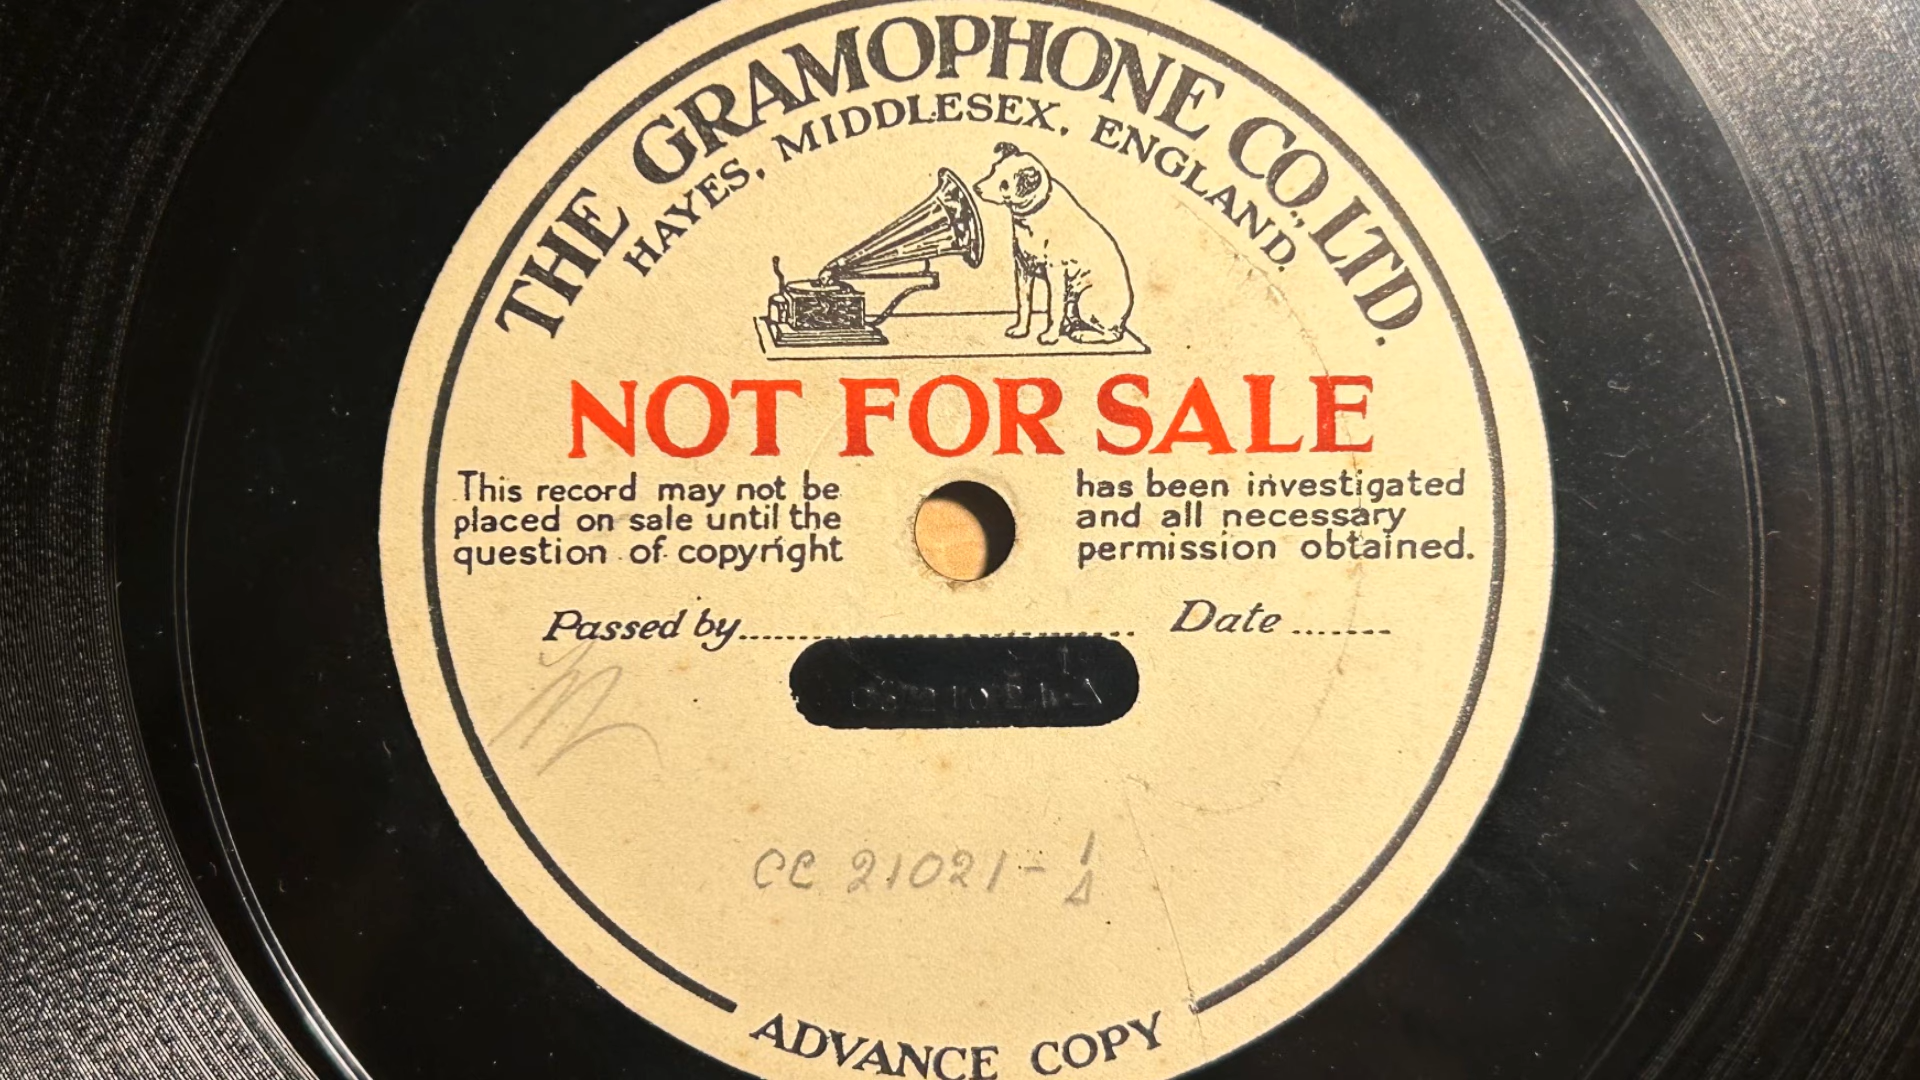 THE GRAMOPHONE CO., LTD.
HAYES, MIDDLESEX, ENGLAND.
NOT FOR SALE
This record may not be has been investigated
placed on sale until the and all necessary
question of copyright permission obtained.
Passed by.................................................... Date ........
CC 21021-1
A
ADVANCE COPY